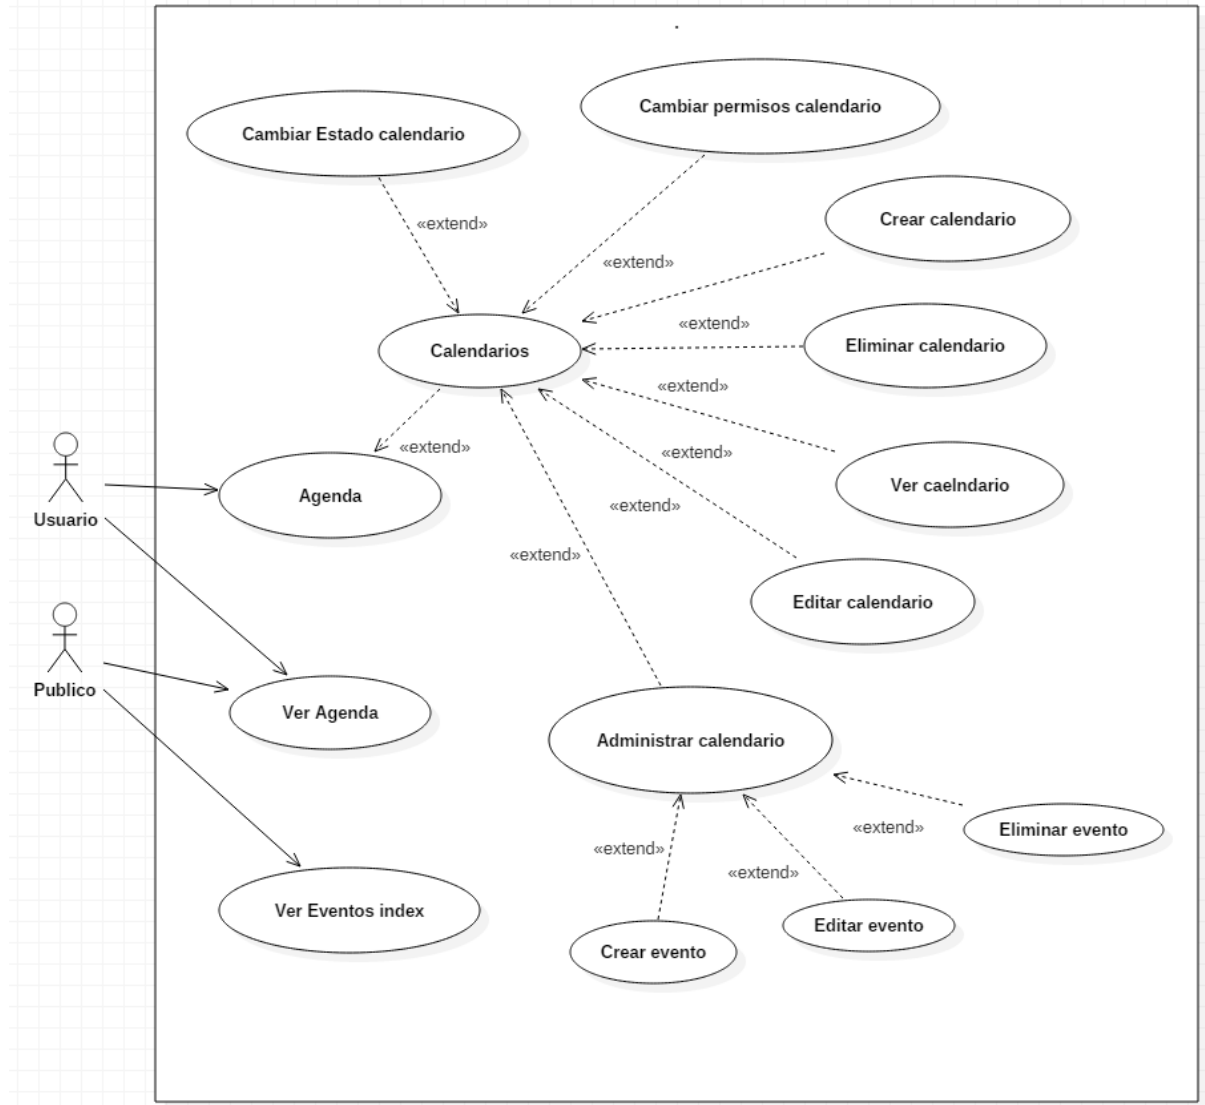 .
Cambiar Estado calendario
Cambiar permisos calendario
«extend»
Crear calendario
«extend»
«extend»
Eliminar calendario
Calendarios
«extend»
«extend»
«extend»
Ver caelndario
Agenda
«extend»
Usuario
«extend»
Editar calendario
Publico
Ver Agenda
Administrar calendario
«extend»
Eliminar evento
«extend»
«extend»
Ver Eventos index
Editar evento
Crear evento